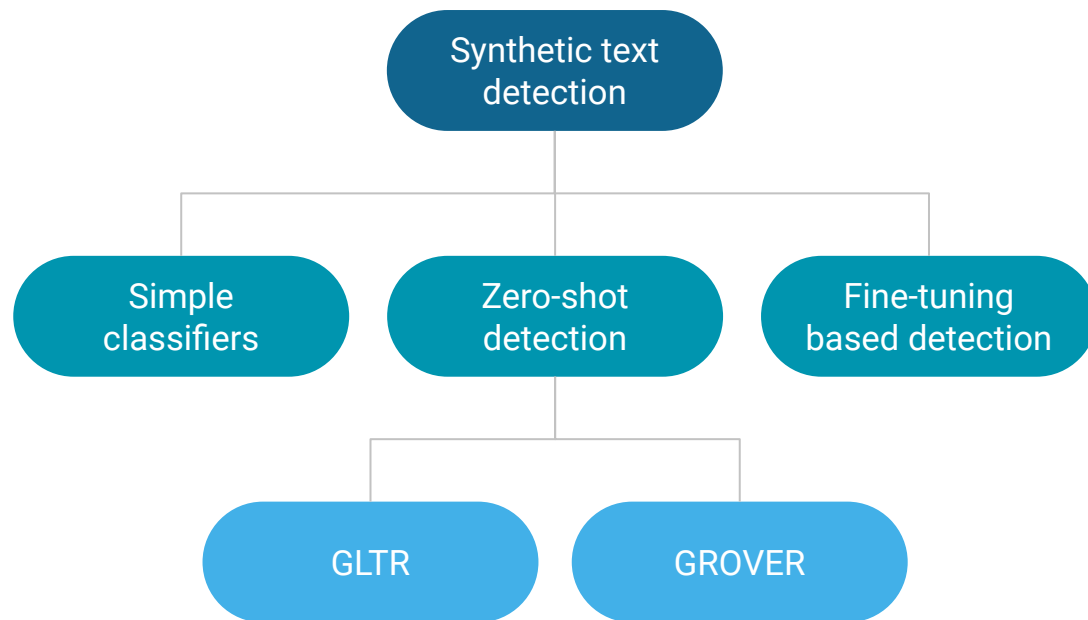 Synthetic text
detection
Simple
classifiers
Zero-shot
detection
Fine-tuning
based detection
GLTR
GROVER